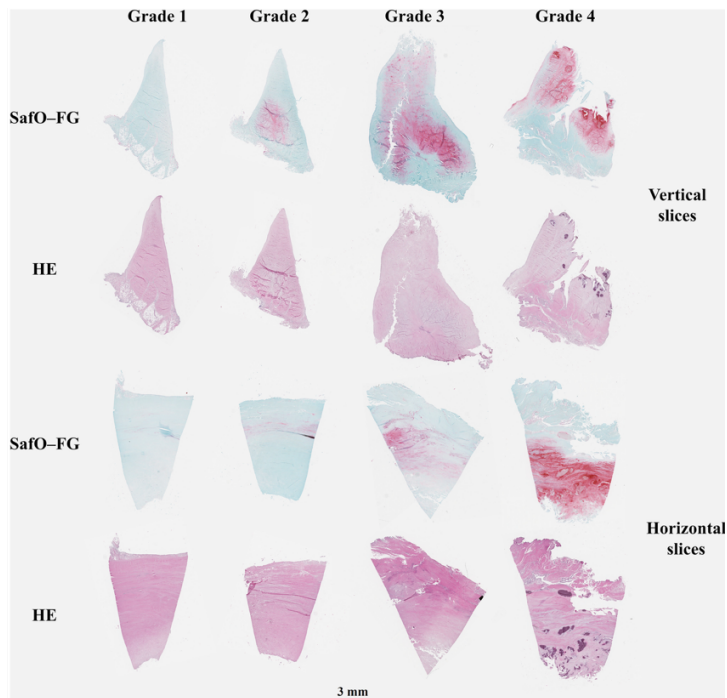 Grade 1 Grade 2 Grade 3 Grade 4
SafO–FG
Vertical
slices
HE
SafO–FG
Horizontal
slices
HE
3 mm